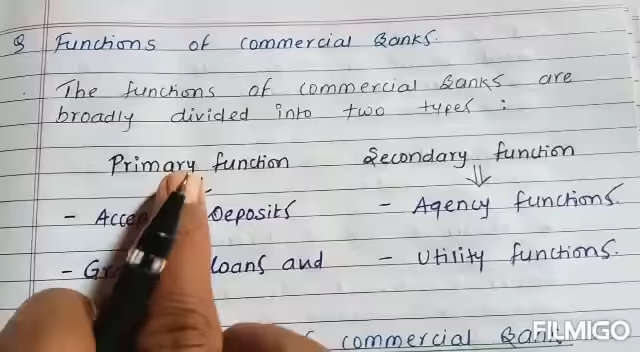 Q Functions of commercial Banks.
The functions of commercial Banks are
broadly divided into two types :
Primary function Secondary function
- Deposits - Agency functions.
- loans and - Utility functions.
commercial Banks
FILMIGO